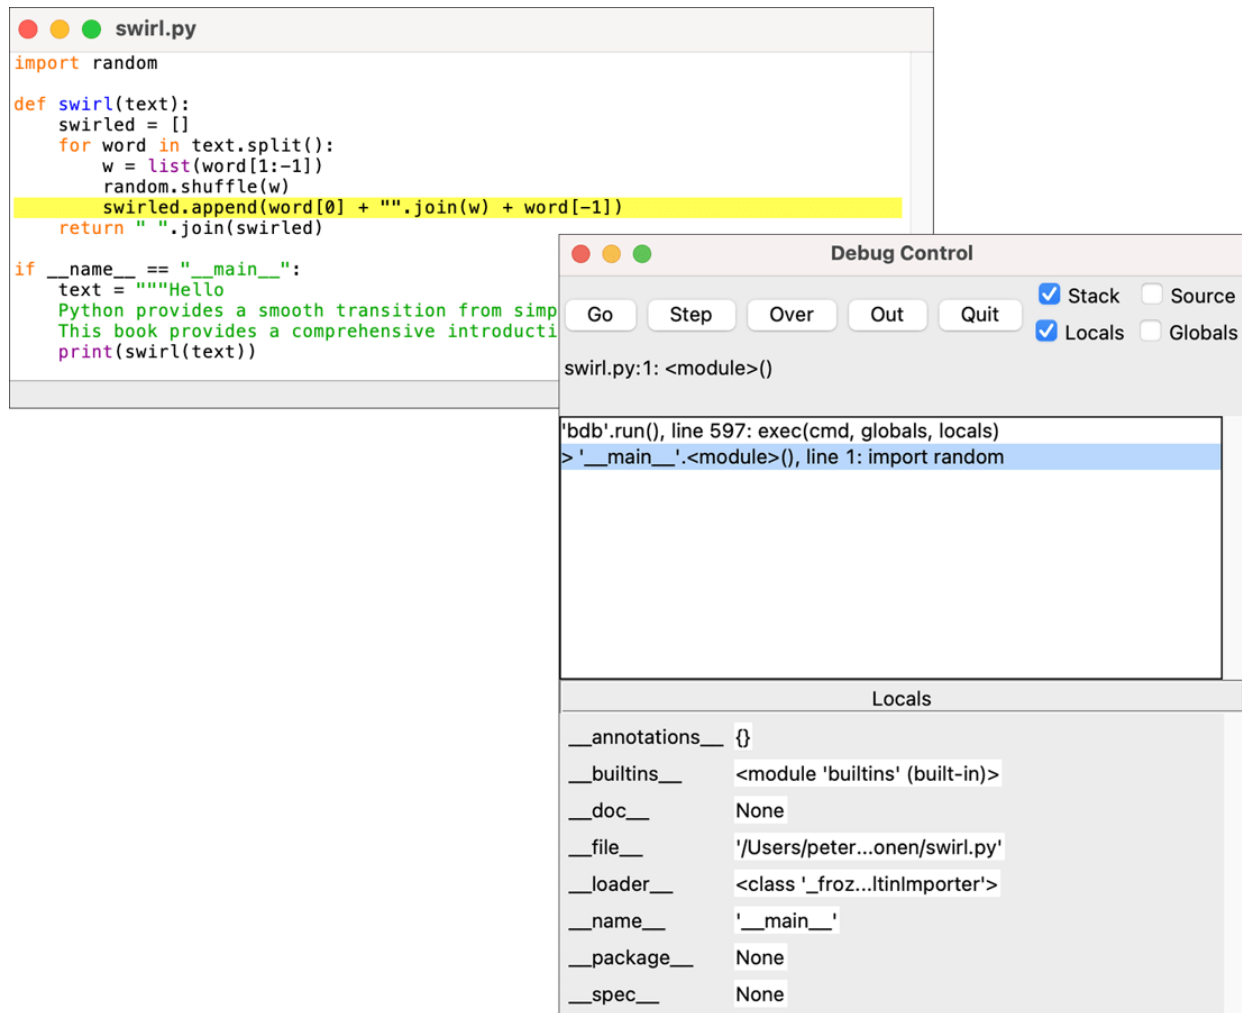 swirl.py
import random
def swirl(text):
    swirled = []
    for word in text.split():
        w = list(word[1:-1])
        random.shuffle(w)
        swirled.append(word[0] + "".join(w) + word[-1])
    return " ".join(swirled)
if __name__ == "__main__":
    text = """Hello
    Python provides a smooth transition from simp
    This book provides a comprehensive introducti
    print(swirl(text))
Debug Control
Go Step Over Out Quit
Stack Source
Locals Globals
swirl.py:1: <module>()
'bdb'.run(), line 597: exec(cmd, globals, locals)
> '__main__'.<module>(), line 1: import random
Locals
__annotations__ {}
__builtins__ <module 'builtins' (built-in)>
__doc__ None
__file__ '/Users/peter...onen/swirl.py'
__loader__ <class '_froz...ltinImporter'>
__name__ '__main__'
__package__ None
__spec__ None